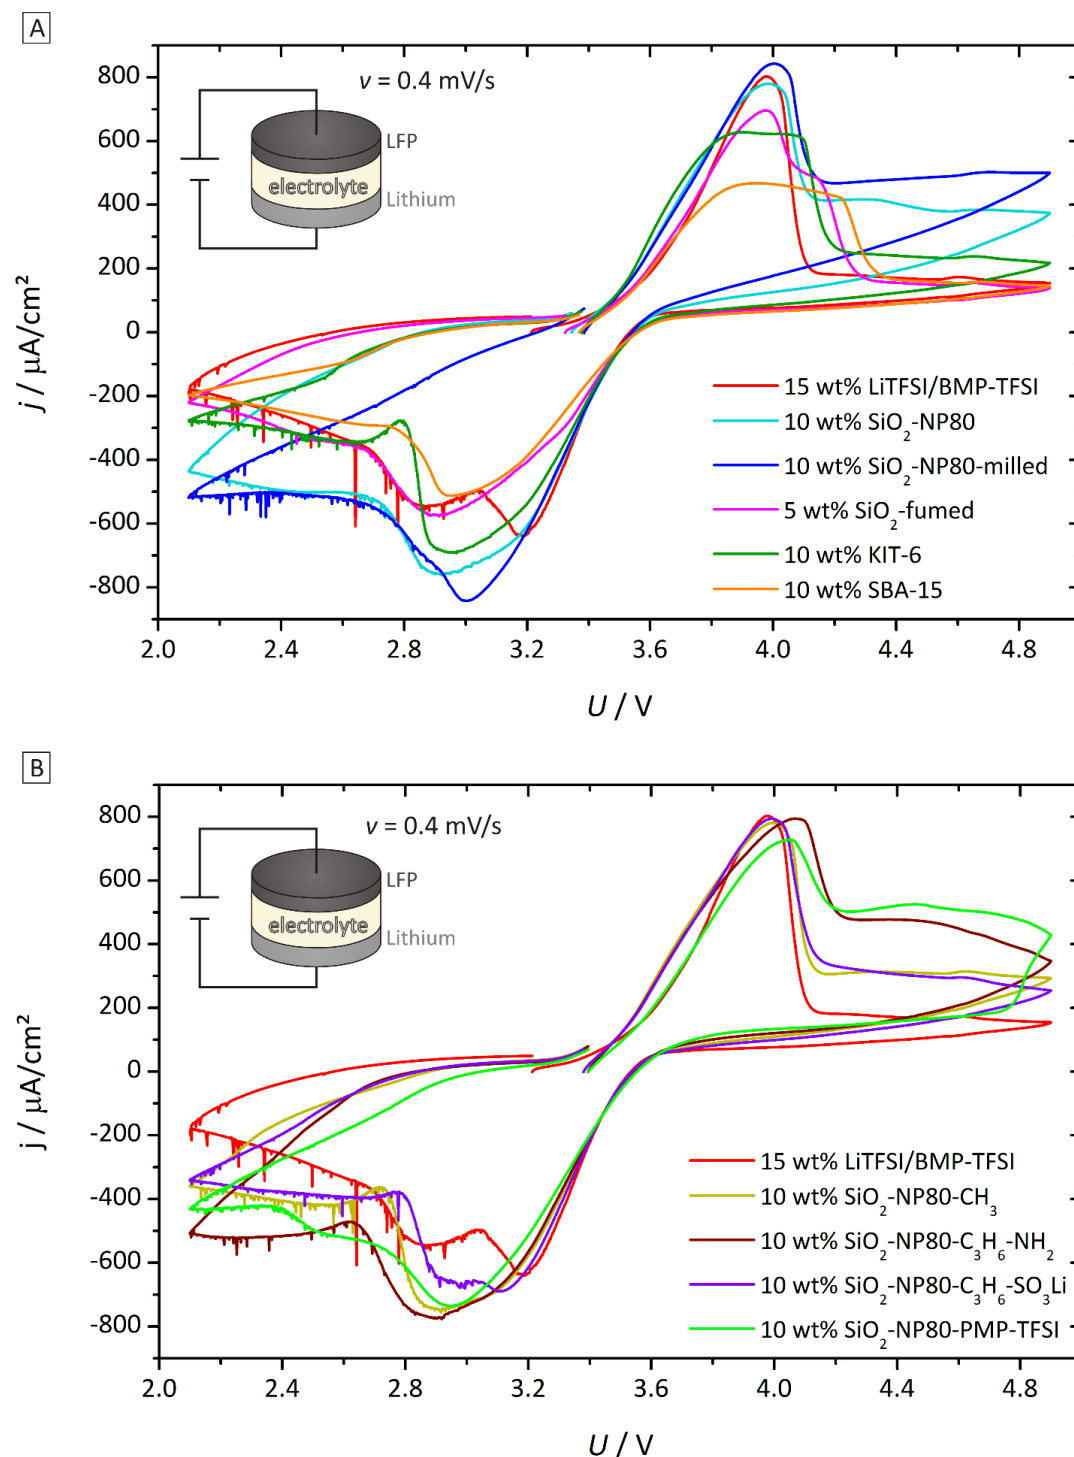 A
v = 0.4 mV/s
LFP
electrolyte
Lithium
j / μA/cm²
800
600
400
200
0
-200
-400
-600
-800
15 wt% LiTFSI/BMP-TFSI
10 wt% SiO₂-NP80
10 wt% SiO₂-NP80-milled
5 wt% SiO₂-fumed
10 wt% KIT-6
10 wt% SBA-15
2.0 2.4 2.8 3.2 3.6 4.0 4.4 4.8
U / V
B
v = 0.4 mV/s
LFP
electrolyte
Lithium
j / μA/cm²
800
600
400
200
0
-200
-400
-600
-800
15 wt% LiTFSI/BMP-TFSI
10 wt% SiO₂-NP80-CH₃
10 wt% SiO₂-NP80-C₃H₆-NH₂
10 wt% SiO₂-NP80-C₃H₆-SO₃Li
10 wt% SiO₂-NP80-PMP-TFSI
2.0 2.4 2.8 3.2 3.6 4.0 4.4 4.8
U / V